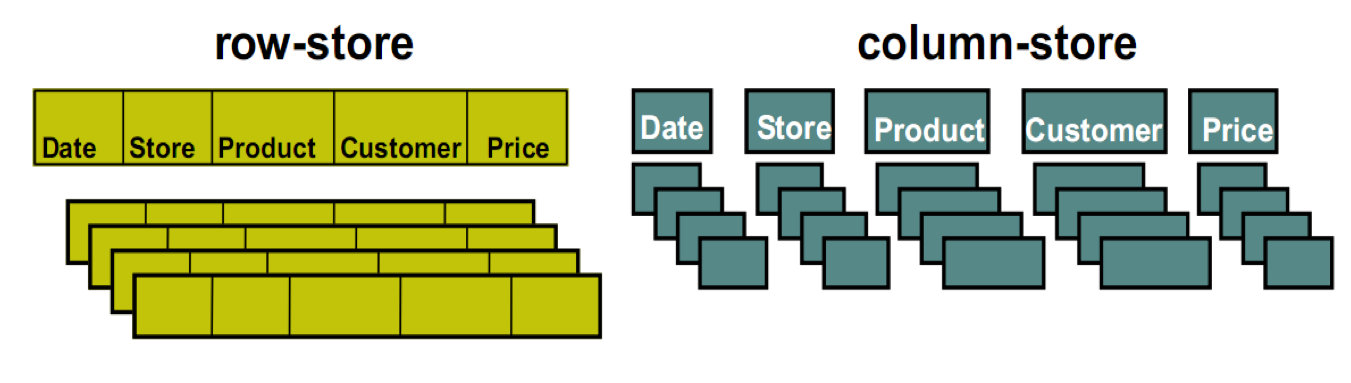 row-store
Date Store Product Customer Price
column-store
Date Store Product Customer Price